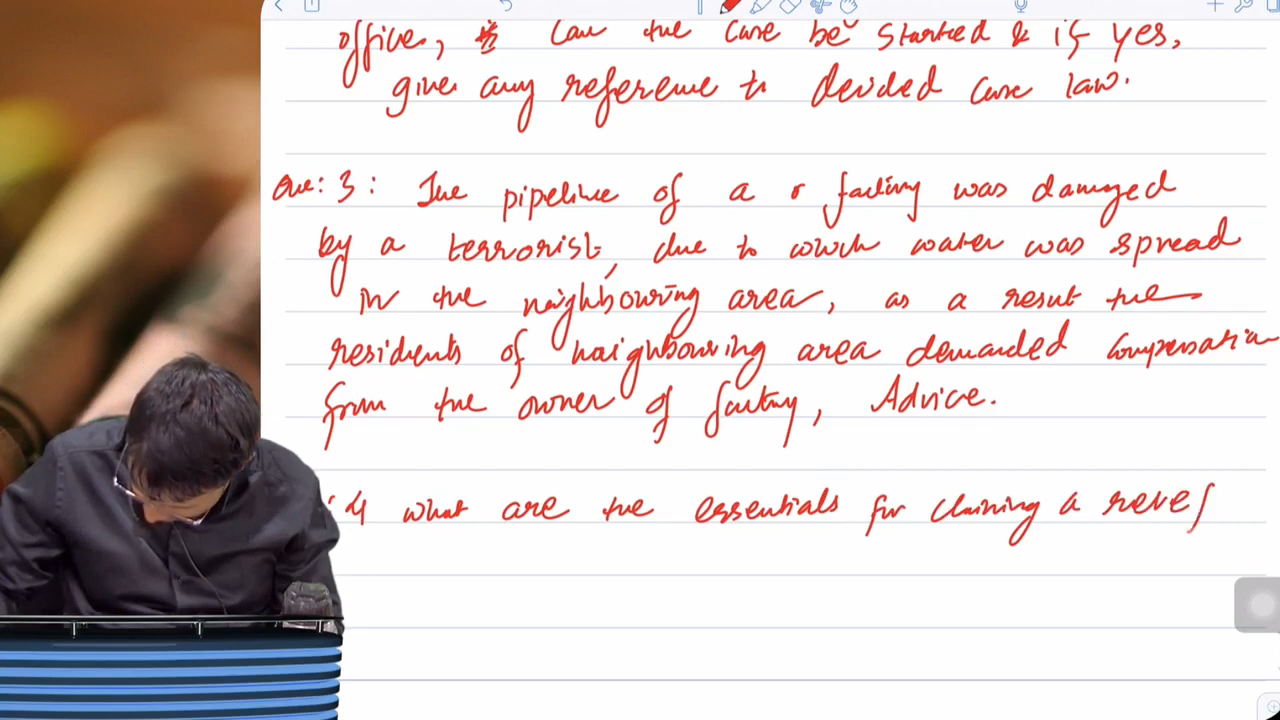 office, Can the Case be Started & if yes,
give any reference to decided case law.
Que: 3: The pipeline of a factory was damaged
by a terrorist, due to which water was spread
in the neighbouring area, as a result the
residents of neighbouring area demanded compensation
from the owner of factory, Advice.
4 what are the essentials for claiming a relief